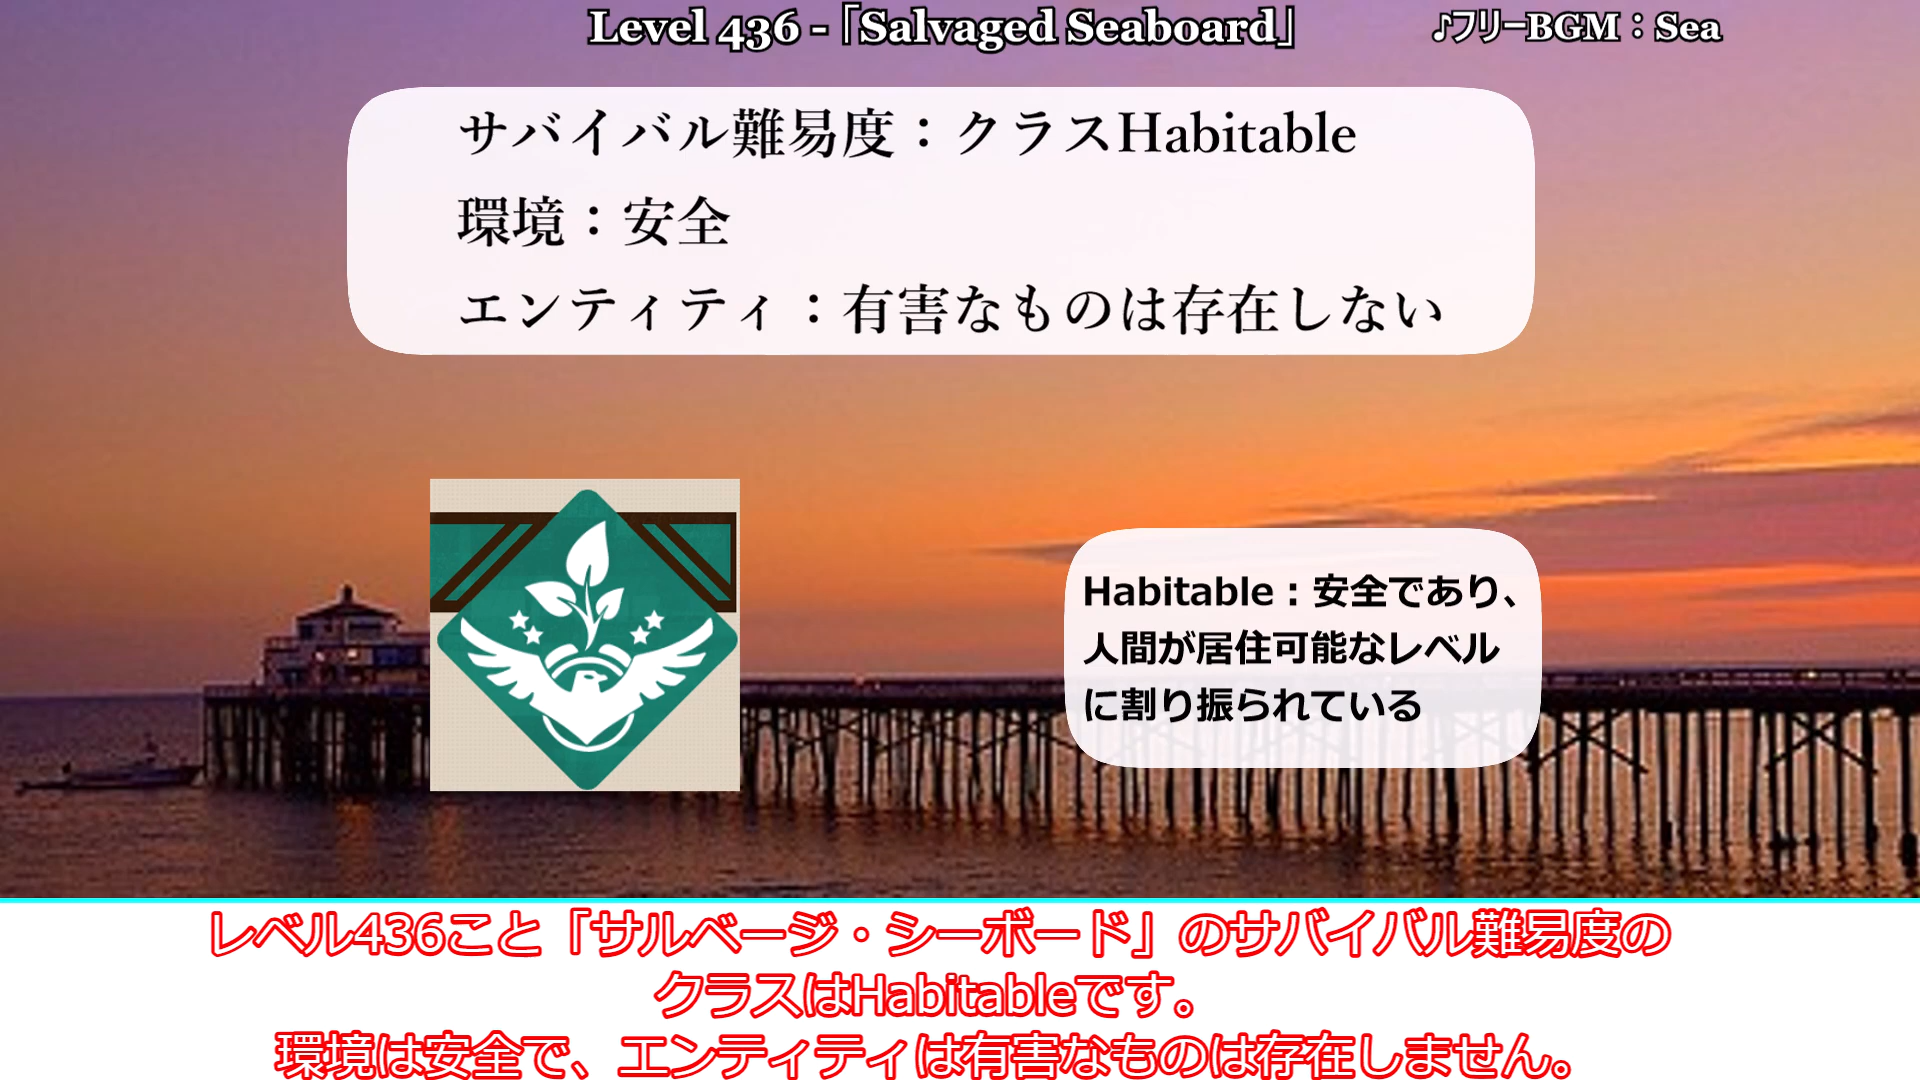 Level 436 -「Salvaged Seaboard」
♪フリーBGM：Sea
サバイバル難易度：クラスHabitable
環境：安全
エンティティ：有害なものは存在しない
Habitable : 安全であり、
人間が居住可能なレベル
に割り振られている
レベル436こと「サルベージ・シーボード」のサバイバル難易度の
クラスはHabitableです。
環境は安全で、エンティティは有害なものは存在しません。